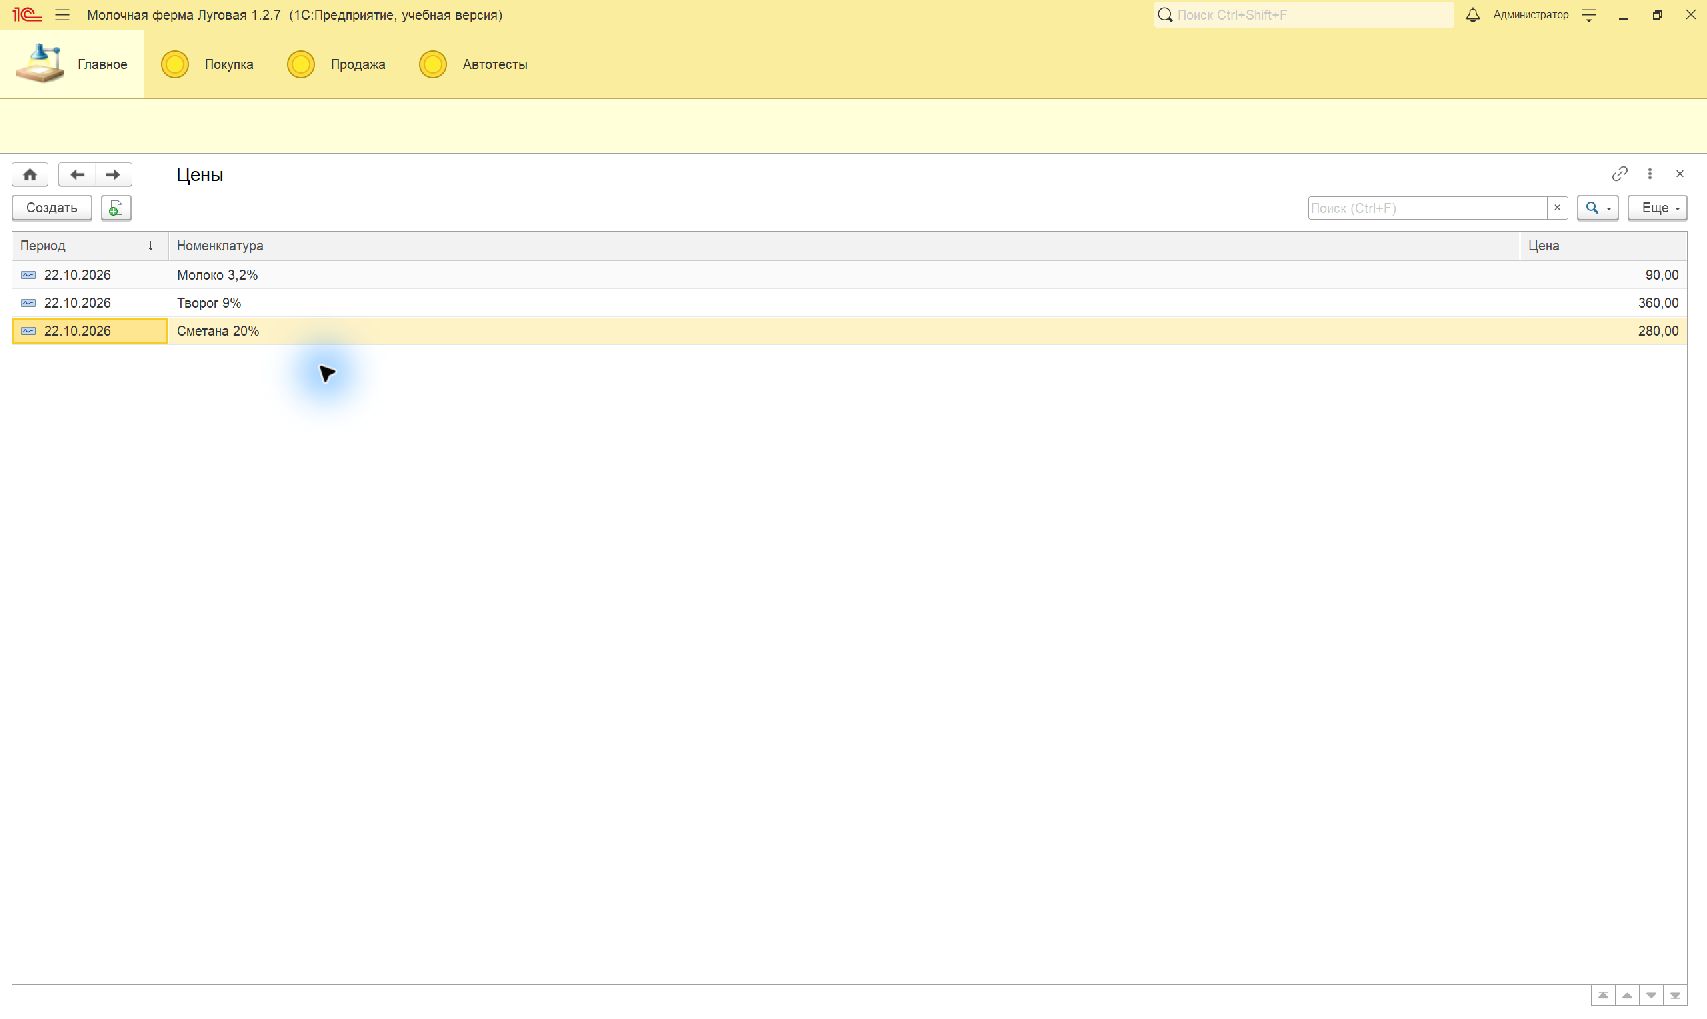 1С Молочная ферма Луговая 1.2.7 (1С:Предприятие, учебная версия) Поиск Ctrl+Shift+F Администратор
Главное Покупка Продажа Автотесты
Цены
Создать Поиск (Ctrl+F) × Еще
Период ↓ Номенклатура Цена
22.10.2026 Молоко 3,2% 90,00
22.10.2026 Творог 9% 360,00
22.10.2026 Сметана 20% 280,00